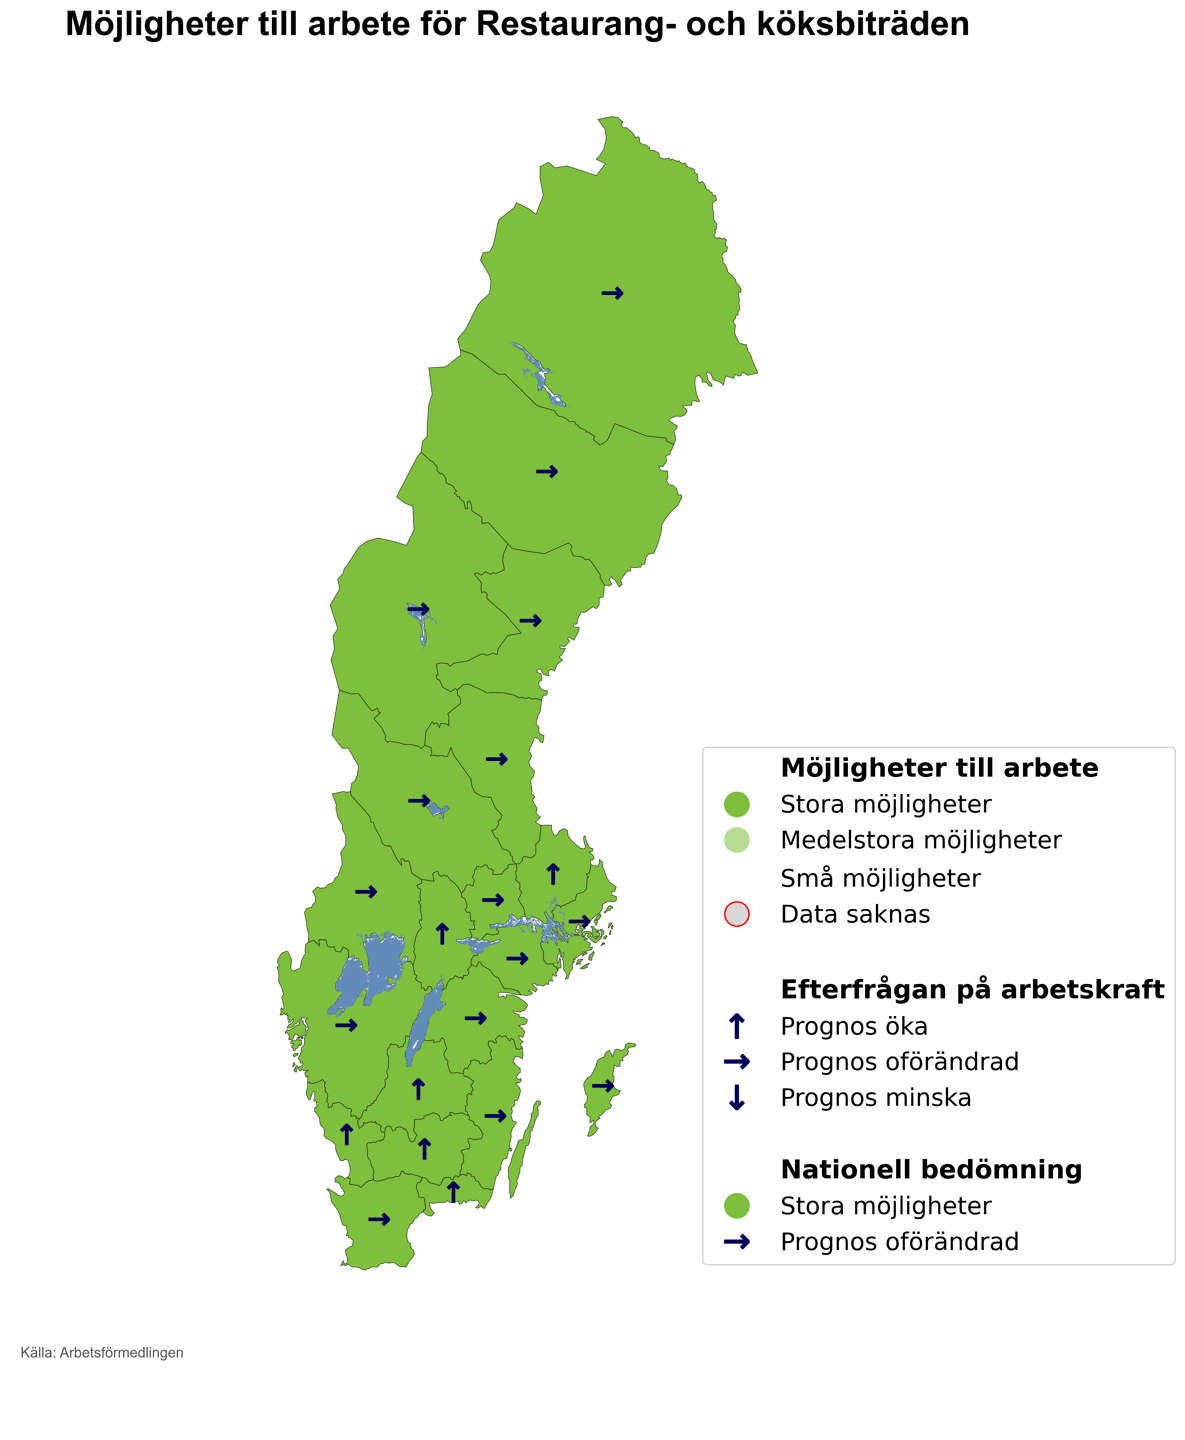 Möjligheter till arbete för Restaurang- och köksbiträden
Möjligheter till arbete
Stora möjligheter
Medelstora möjligheter
Små möjligheter
Data saknas
Efterfrågan på arbetskraft
Prognos öka
Prognos oförändrad
Prognos minska
Nationell bedömning
Stora möjligheter
Prognos oförändrad
Källa: Arbetsförmedlingen